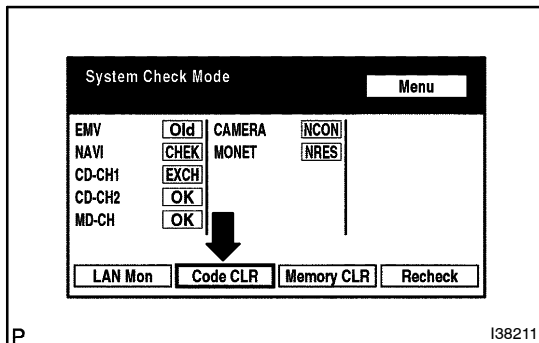 System Check Mode
Menu
EMV Old CAMERA NCON
NAVI CHEK MONET NRES
CD-CH1 EXCH
CD-CH2 OK
MD-CH OK
LAN Mon Code CLR Memory CLR Recheck
P I38211